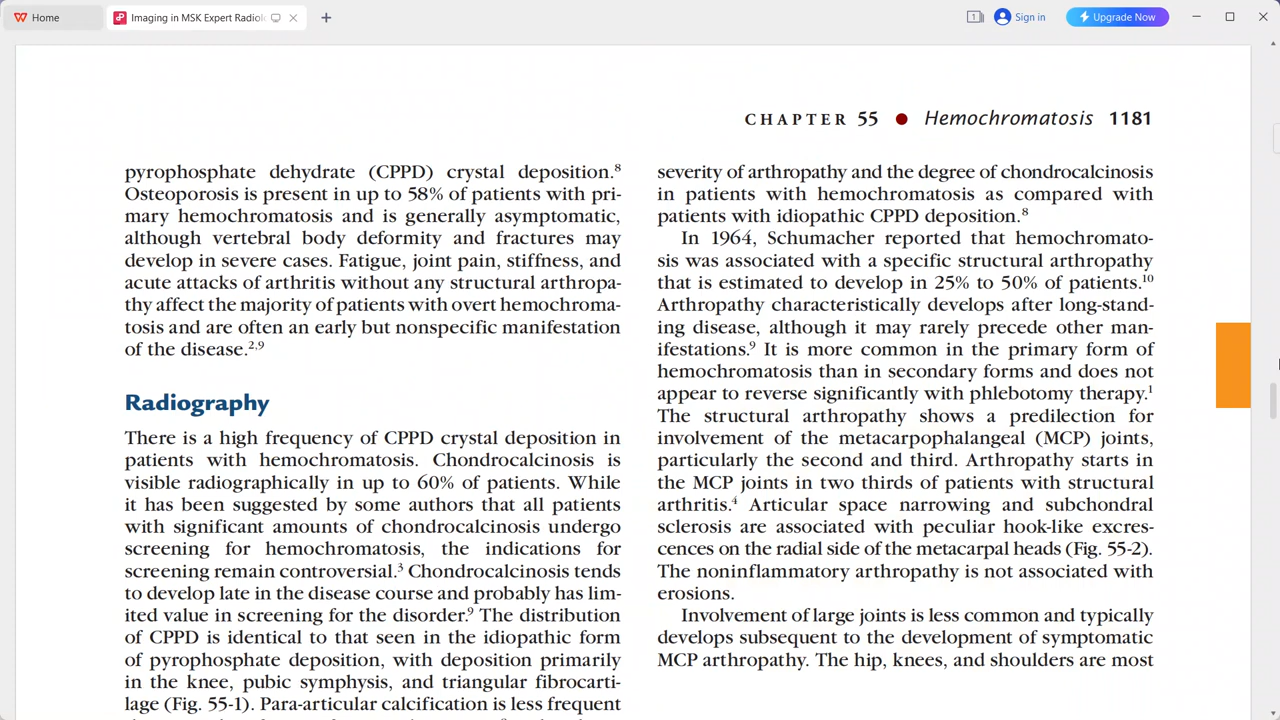 Home
Imaging in MSK Expert Radiol
Sign in
Upgrade Now
CHAPTER 55 ● Hemochromatosis 1181
pyrophosphate dehydrate (CPPD) crystal deposition.⁸
Osteoporosis is present in up to 58% of patients with pri-
mary hemochromatosis and is generally asymptomatic,
although vertebral body deformity and fractures may
develop in severe cases. Fatigue, joint pain, stiffness, and
acute attacks of arthritis without any structural arthropa-
thy affect the majority of patients with overt hemochroma-
tosis and are often an early but nonspecific manifestation
of the disease.²,⁹
Radiography
There is a high frequency of CPPD crystal deposition in
patients with hemochromatosis. Chondrocalcinosis is
visible radiographically in up to 60% of patients. While
it has been suggested by some authors that all patients
with significant amounts of chondrocalcinosis undergo
screening for hemochromatosis, the indications for
screening remain controversial.³ Chondrocalcinosis tends
to develop late in the disease course and probably has lim-
ited value in screening for the disorder.⁹ The distribution
of CPPD is identical to that seen in the idiopathic form
of pyrophosphate deposition, with deposition primarily
in the knee, pubic symphysis, and triangular fibrocarti-
lage (Fig. 55-1). Para-articular calcification is less frequent
severity of arthropathy and the degree of chondrocalcinosis
in patients with hemochromatosis as compared with
patients with idiopathic CPPD deposition.⁸
In 1964, Schumacher reported that hemochromato-
sis was associated with a specific structural arthropathy
that is estimated to develop in 25% to 50% of patients.¹⁰
Arthropathy characteristically develops after long-stand-
ing disease, although it may rarely precede other man-
ifestations.⁹ It is more common in the primary form of
hemochromatosis than in secondary forms and does not
appear to reverse significantly with phlebotomy therapy.¹
The structural arthropathy shows a predilection for
involvement of the metacarpophalangeal (MCP) joints,
particularly the second and third. Arthropathy starts in
the MCP joints in two thirds of patients with structural
arthritis.⁴ Articular space narrowing and subchondral
sclerosis are associated with peculiar hook-like excres-
cences on the radial side of the metacarpal heads (Fig. 55-2).
The noninflammatory arthropathy is not associated with
erosions.
Involvement of large joints is less common and typically
develops subsequent to the development of symptomatic
MCP arthropathy. The hip, knees, and shoulders are most